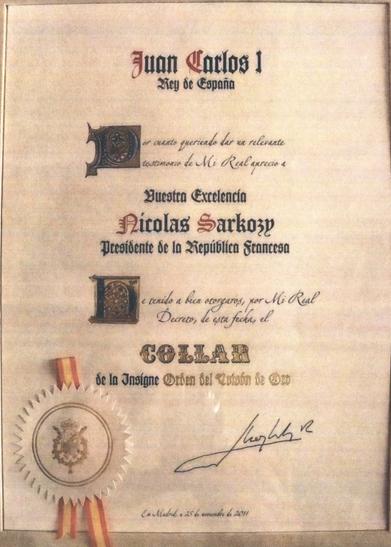 Juan Carlos I
Rey de España
Por cuanto queriendo dar un relevante
testimonio de Mi Real aprecio a
Vuestra Excelencia
Nicolas Sarkozy
Presidente de la República Francesa
He tenido a bien otorgaros, por Mi Real
Decreto, de esta fecha, el
COLLAR
de la Insigne Orden del Toisón de Oro
En Madrid, a 25 de noviembre de 2011